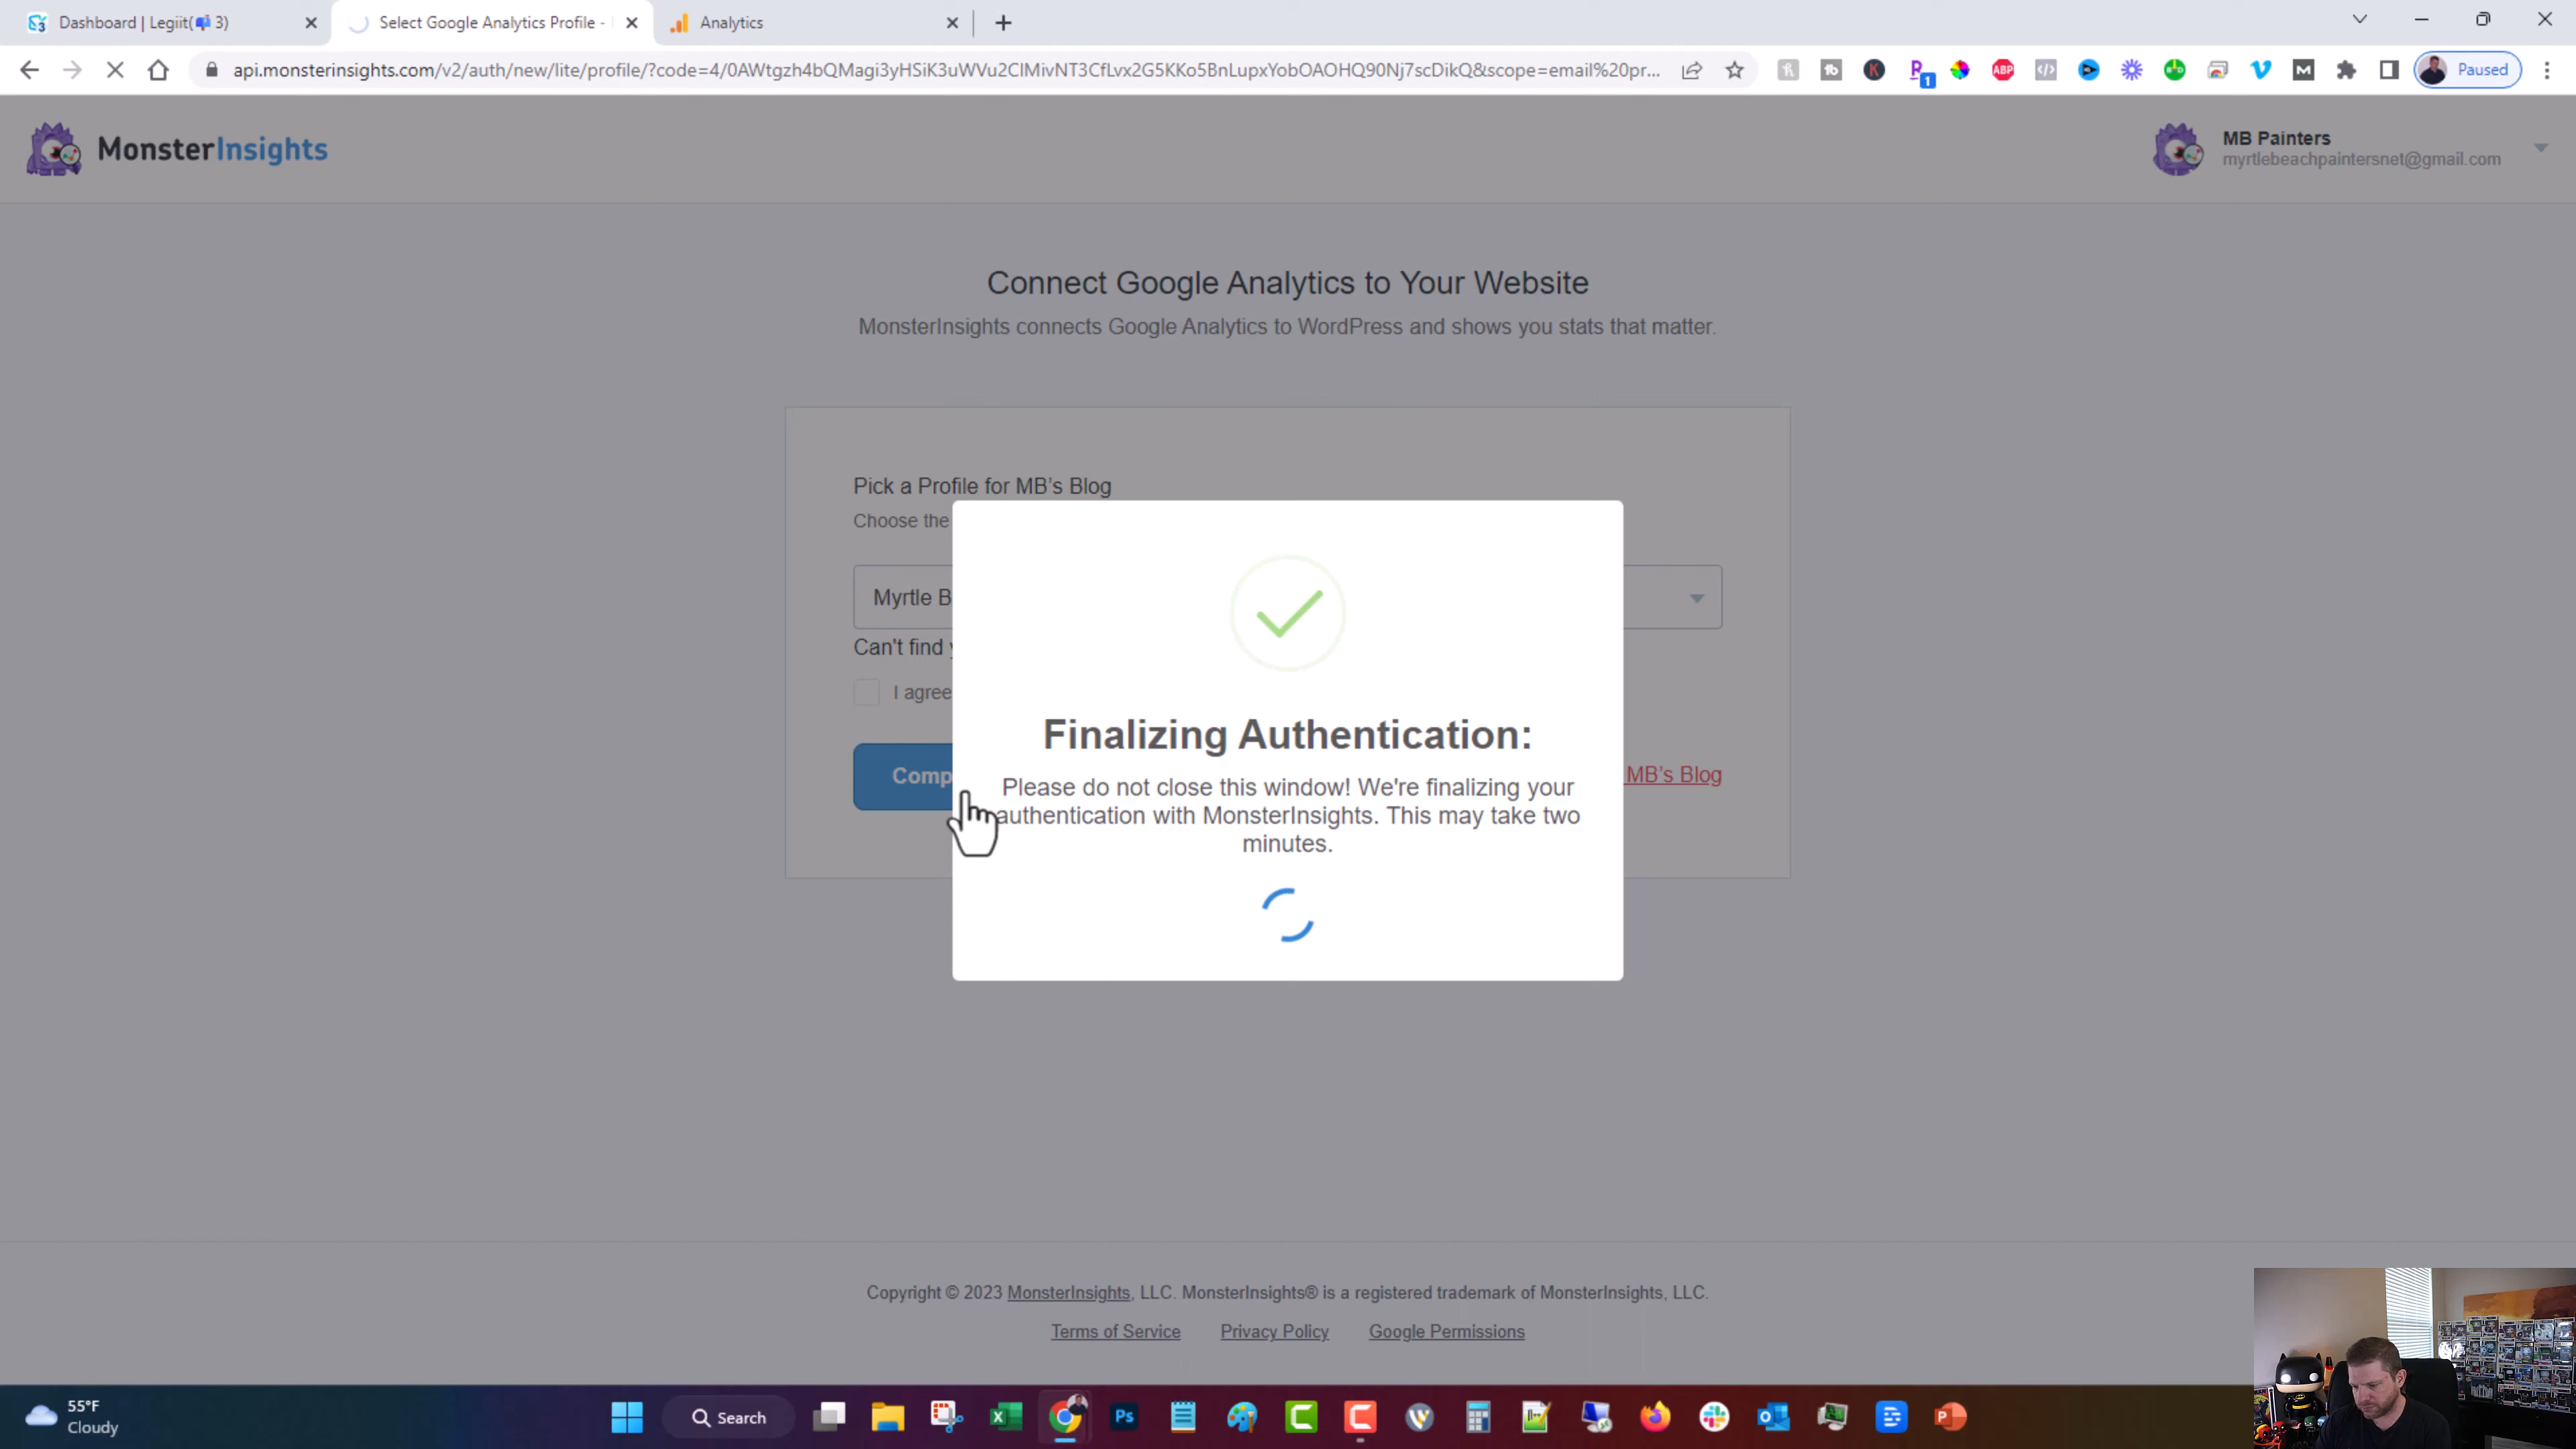 Dashboard | Legiit(📫 3)
Select Google Analytics Profile -
Analytics
api.monsterinsights.com/v2/auth/new/lite/profile/?code=4/0AWtgzh4bQMagi3yHSiK3uWVu2ClMivNT3CfLvx2G5KKo5BnLupxYobOAOHQ90Nj7scDikQ&scope=email%20pr...
1
ABP
Paused
MonsterInsights
MB Painters
myrtlebeachpaintersnet@gmail.com
Connect Google Analytics to Your Website
MonsterInsights connects Google Analytics to WordPress and shows you stats that matter.
Pick a Profile for MB's Blog
Choose the
Myrtle B
Can't find
I agree
Comp
MB's Blog
Finalizing Authentication:
Please do not close this window! We're finalizing your
authentication with MonsterInsights. This may take two
minutes.
Copyright © 2023 MonsterInsights, LLC. MonsterInsights® is a registered trademark of MonsterInsights, LLC.
Terms of Service Privacy Policy Google Permissions
55°F
Cloudy
Search
Ps